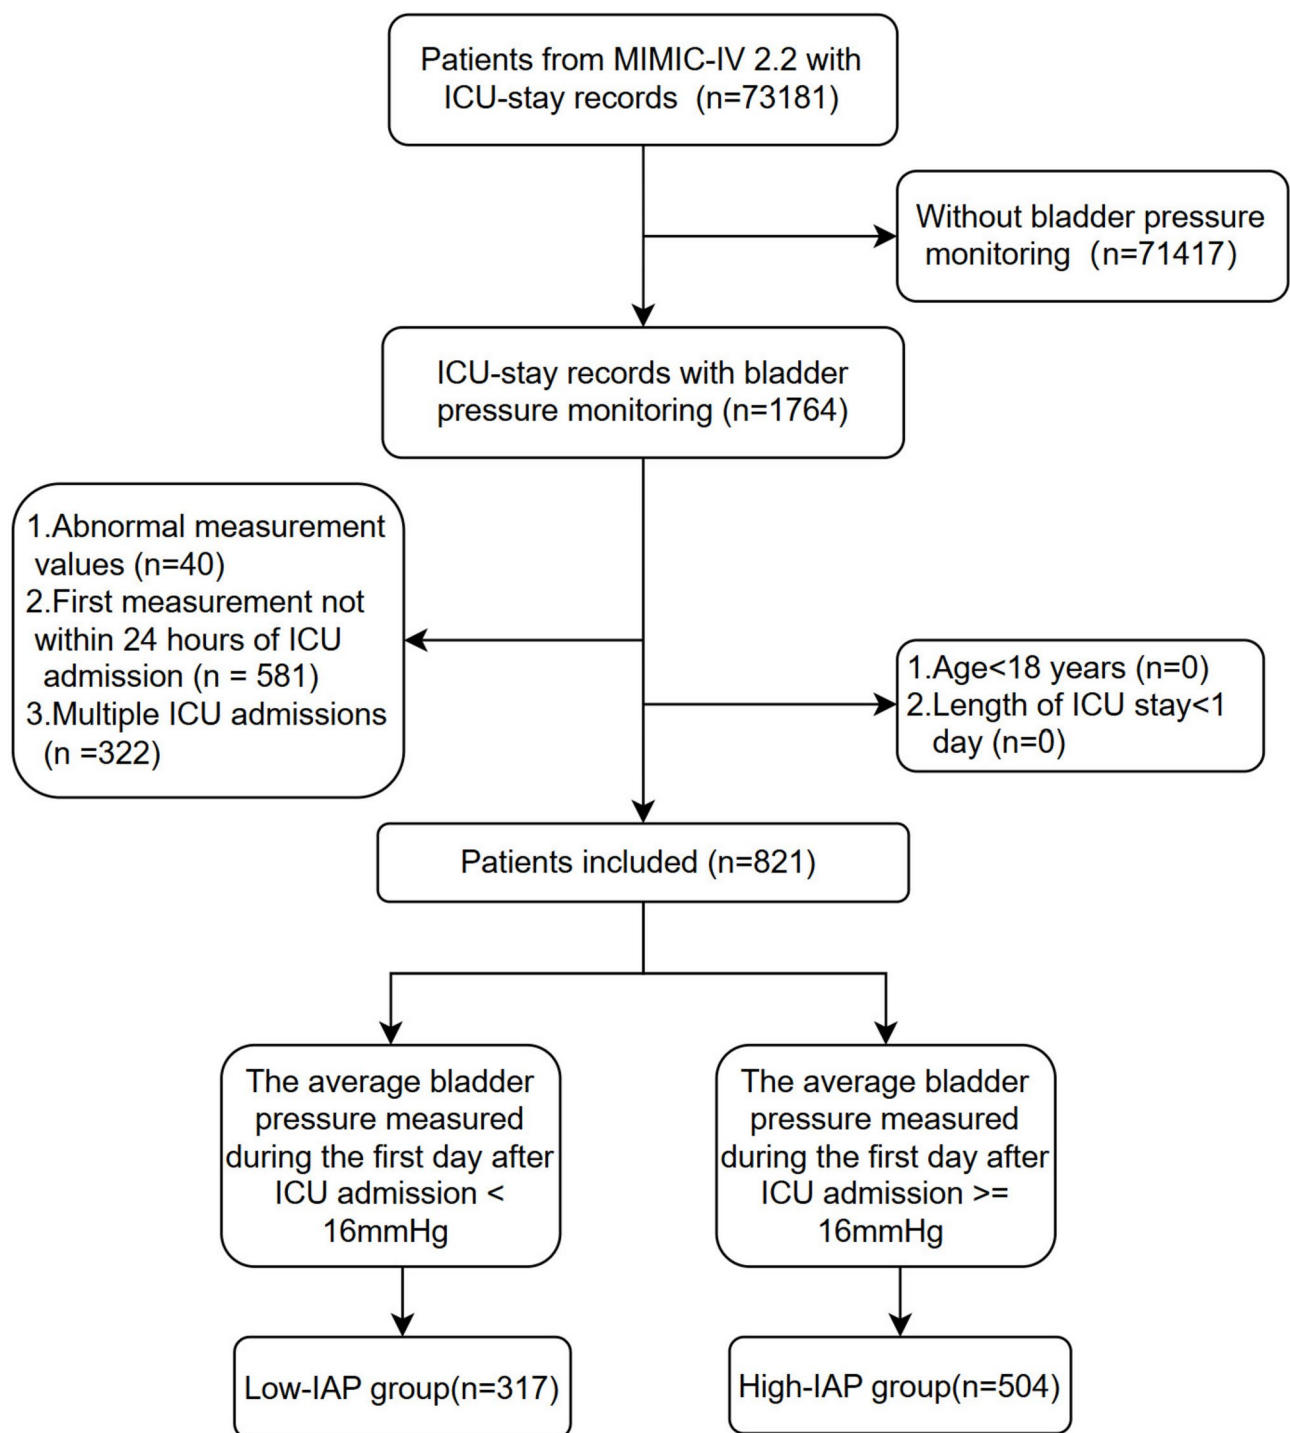 Patients from MIMIC-IV 2.2 with
ICU-stay records (n=73181)
Without bladder pressure
monitoring (n=71417)
ICU-stay records with bladder
pressure monitoring (n=1764)
1.Abnormal measurement
values (n=40)
2.First measurement not
within 24 hours of ICU
admission (n = 581)
3.Multiple ICU admissions
(n =322)
1.Age<18 years (n=0)
2.Length of ICU stay<1
day (n=0)
Patients included (n=821)
The average bladder
pressure measured
during the first day after
ICU admission <
16mmHg
The average bladder
pressure measured
during the first day after
ICU admission >=
16mmHg
Low-IAP group(n=317)
High-IAP group(n=504)